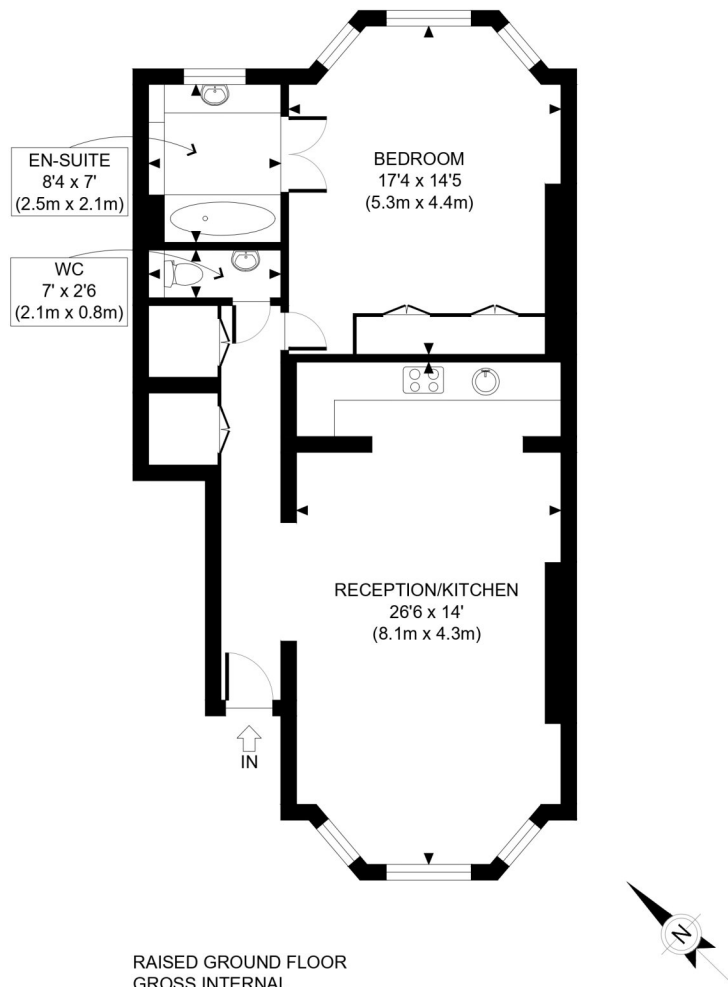 EN-SUITE
8'4 x 7'
(2.5m x 2.1m)
WC
7' x 2'6
(2.1m x 0.8m)
BEDROOM
17'4 x 14'5
(5.3m x 4.4m)
RECEPTION/KITCHEN
26'6 x 14'
(8.1m x 4.3m)
IN
N
RAISED GROUND FLOOR
GROSS INTERNAL